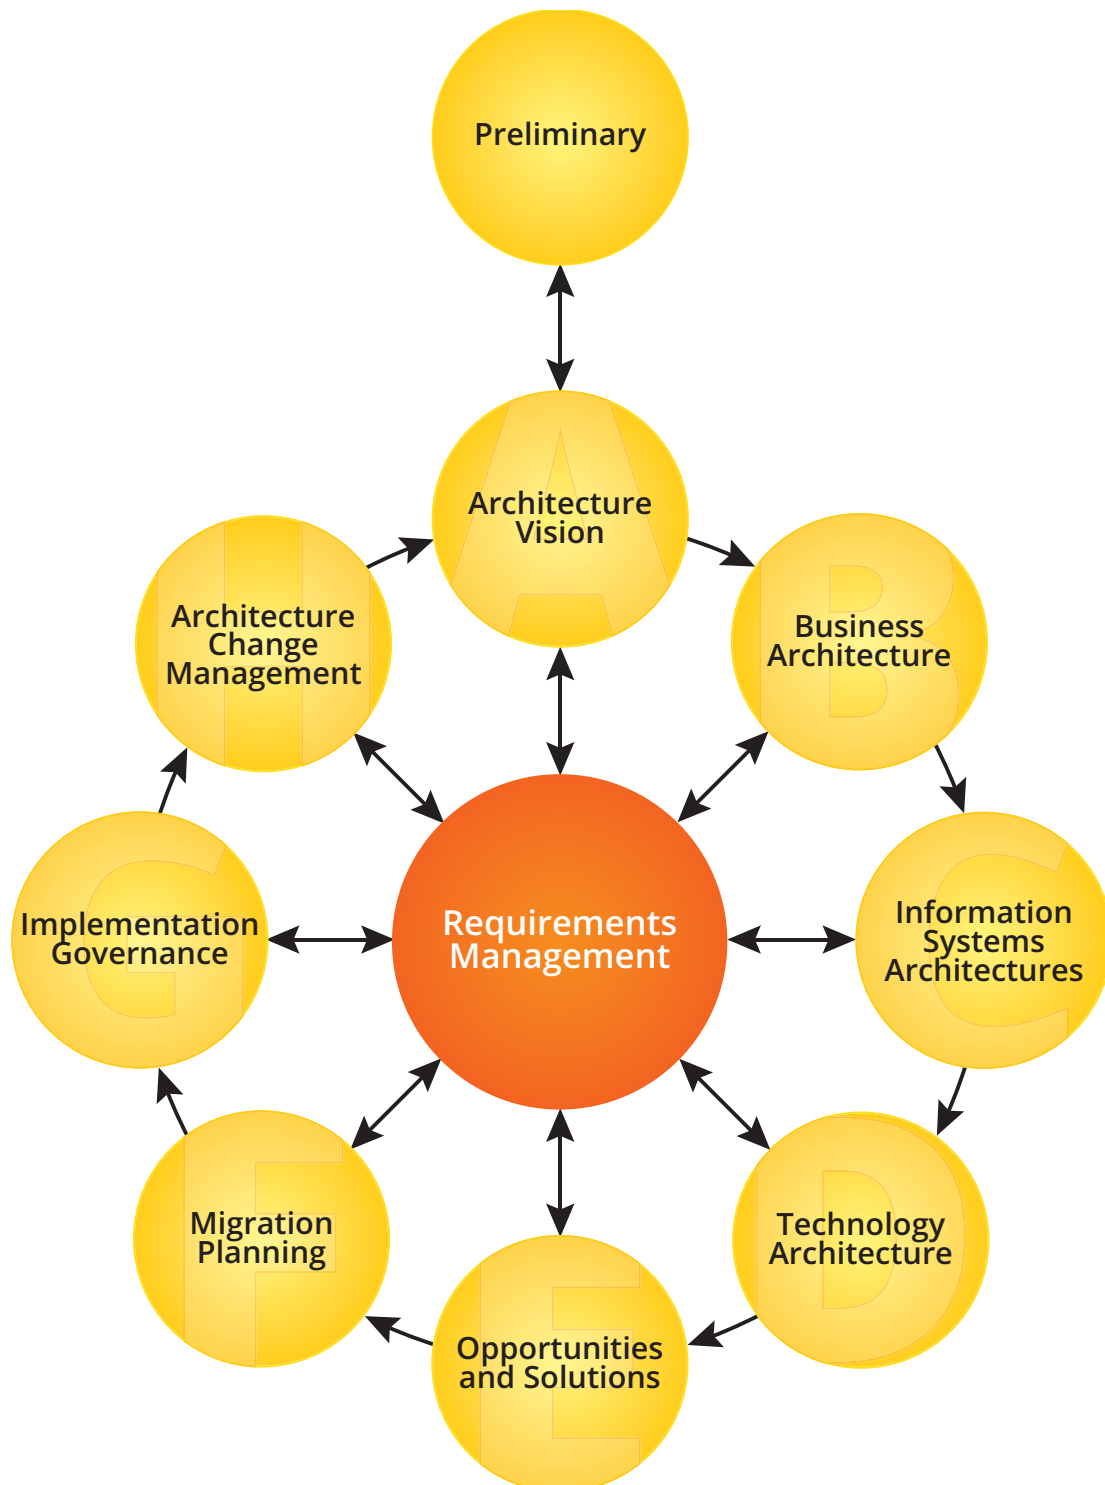 Preliminary
A
Architecture
Vision
B
Business
Architecture
C
Information
Systems
Architectures
D
Technology
Architecture
E
Opportunities
and Solutions
F
Migration
Planning
G
Implementation
Governance
H
Architecture
Change
Management
Requirements
Management